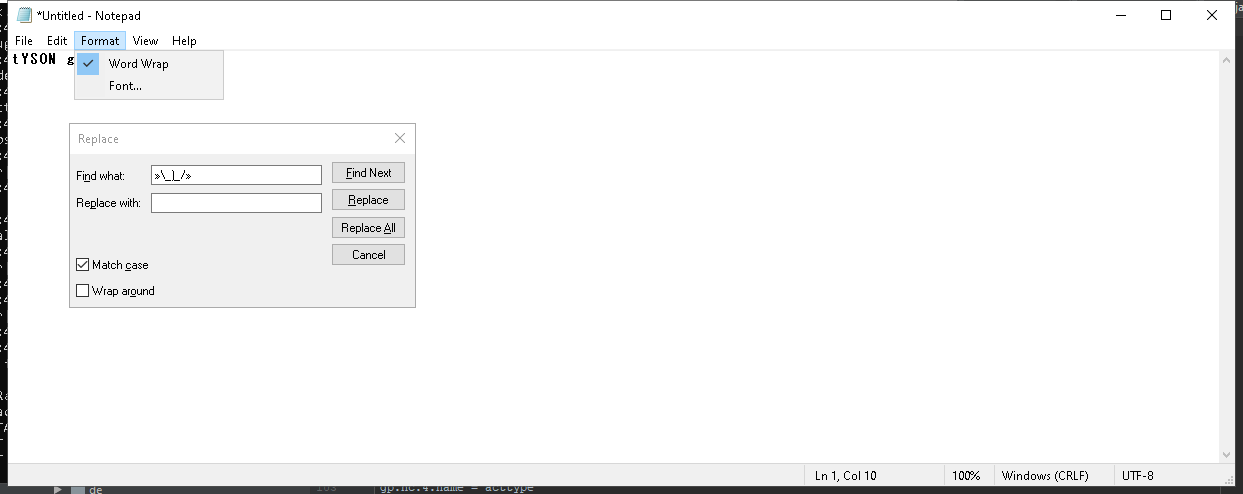 *Untitled - Notepad
File Edit Format View Help
tYSON g
Word Wrap
Font...
Replace
Find what: »\_)_/»
Find Next
Replace with:
Replace
Replace All
Cancel
Match case
Wrap around
Ln 1, Col 10 100% Windows (CRLF) UTF-8
de
gp.nc.4.name = acttype